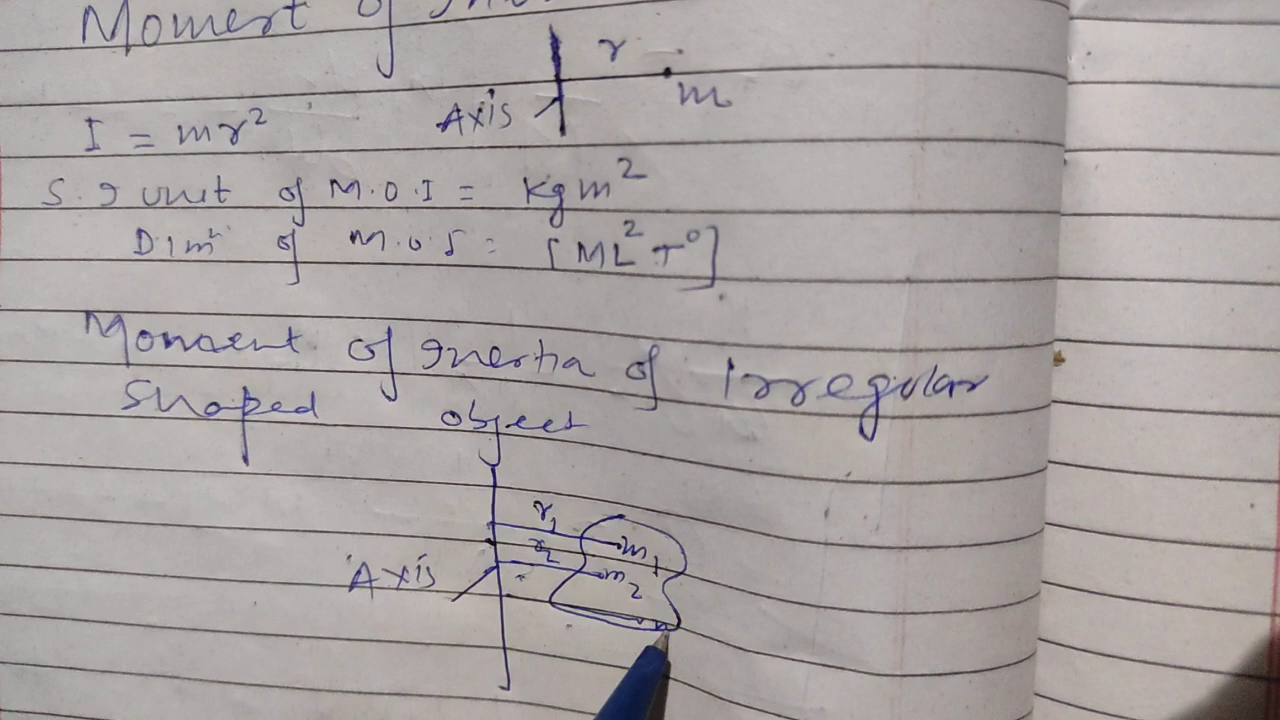 Moment of
r
m
Axis
I = mr²
S. I unit of M.O.I = Kg m²
Dimⁿ of M.O.I = [ML²T⁰]
Moment of Inertia of Irregular
Shaped object
r₁
m₁
r₂
m₂
Axis